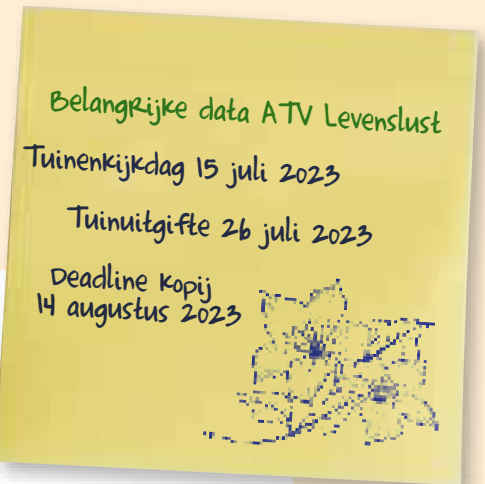 Belangrijke data ATV Levenslust
Tuinenkijkdag 15 juli 2023
Tuinuitgifte 26 juli 2023
Deadline kopij
14 augustus 2023